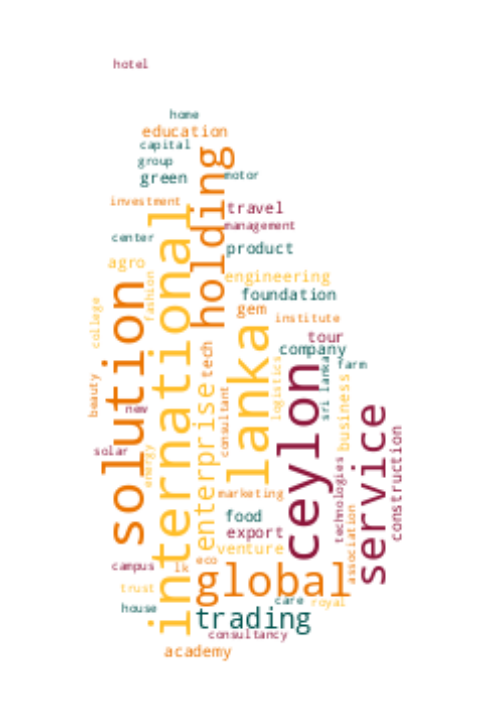 hotel
home
education
capital
group
holding
green
motor
investment
international
travel
management
center
product
agro
fashion
engineering
solution
foundation
college
gem
institute
lanka
tour
tech
company
logistics
sri lanka
farm
ceylon
beauty
enterprise
consultant
business
new
service
solar
energy
construction
technologies
marketing
association
food
export
venture
campus
lk
eco
global
trust
care
royal
house
trading
consultancy
academy